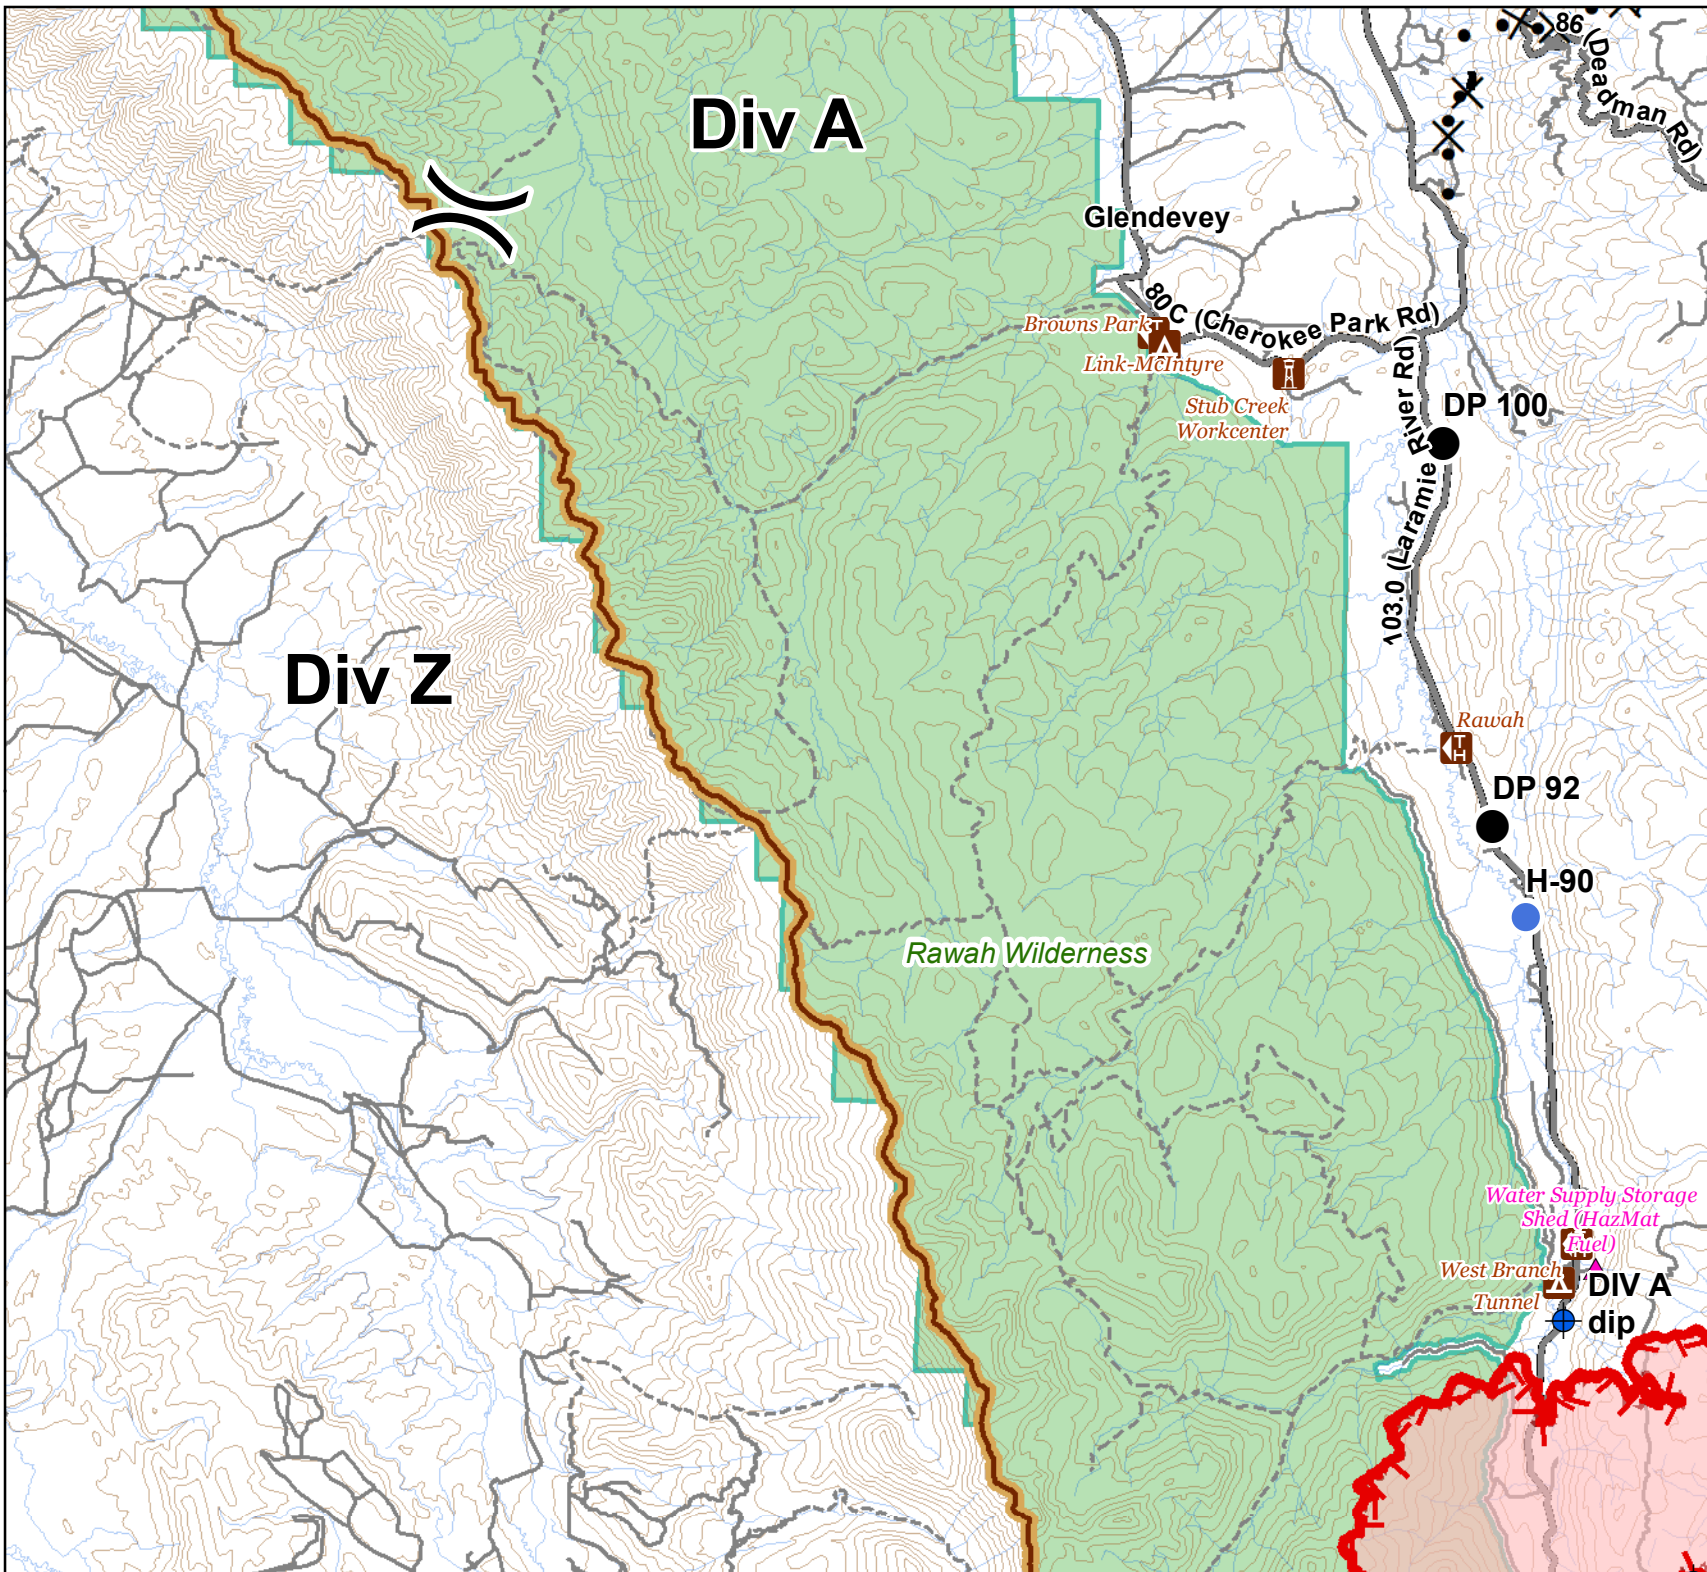 86 (Deadman Rd)
Div A
Glendevey
80C (Cherokee Park Rd)
Browns Park
Link-McIntyre
Stub Creek
Workcenter
DP 100
103.0 (Laramie River Rd)
Div Z
Rawah
TH
DP 92
H-90
Rawah Wilderness
Water Supply Storage
Shed (HazMat
Fuel)
West Branch
Tunnel
DIV A
dip